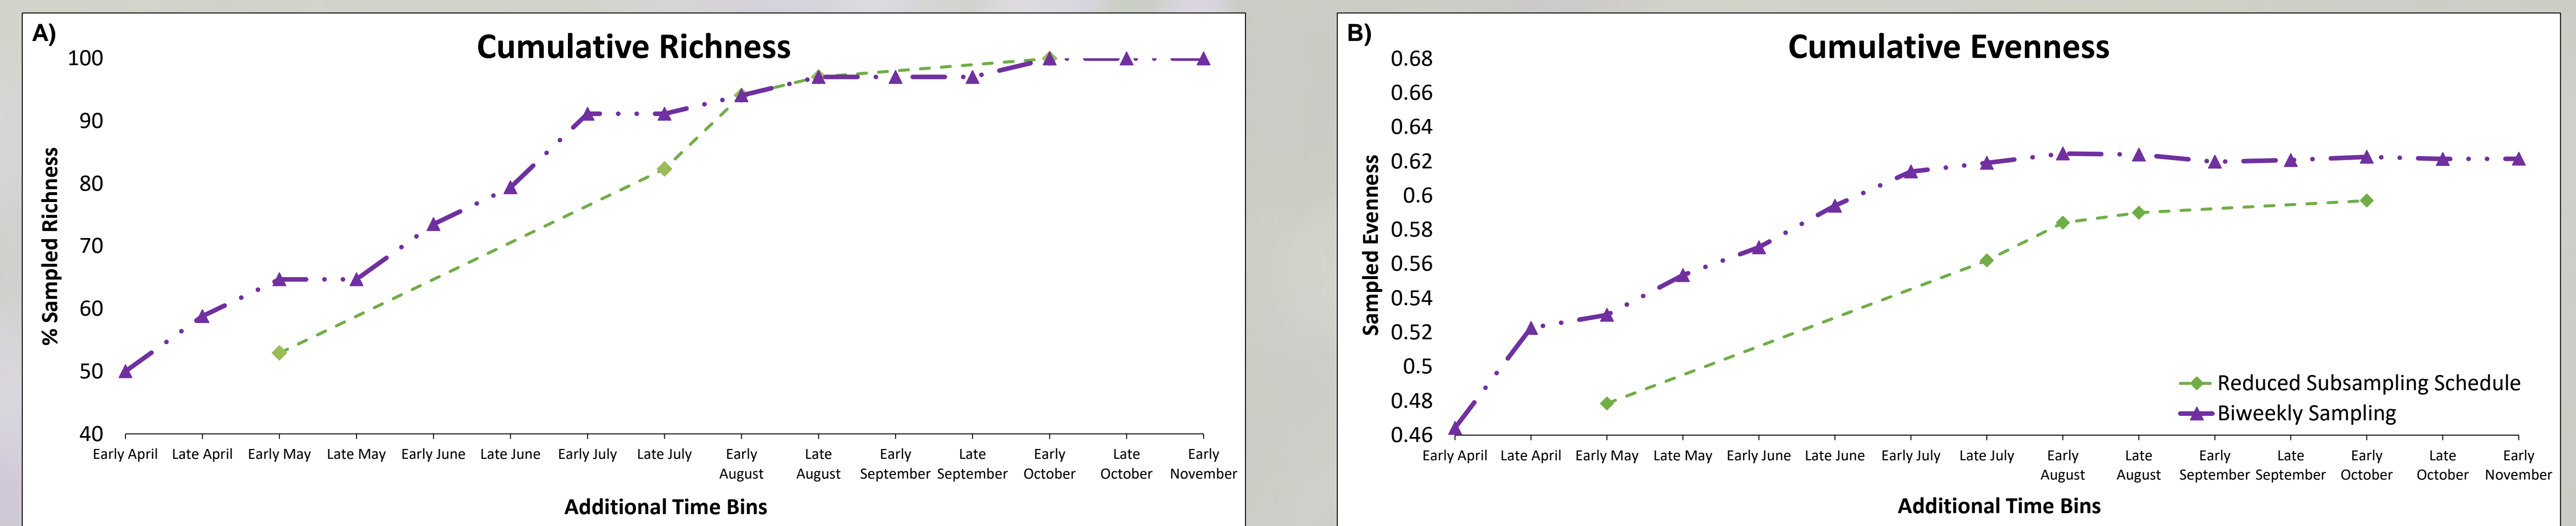 A)
Cumulative Richness
100
90
80
70
60
50
40
% Sampled Richness
Early April Late April Early May Late May Early June Late June Early July Late July Early August Late August Early September Late September Early October Late October Early November
Additional Time Bins
B)
Cumulative Evenness
0.68
0.66
0.64
0.62
0.6
0.58
0.56
0.54
0.52
0.5
0.48
0.46
Sampled Evenness
Reduced Subsampling Schedule
Biweekly Sampling
Early April Late April Early May Late May Early June Late June Early July Late July Early August Late August Early September Late September Early October Late October Early November
Additional Time Bins